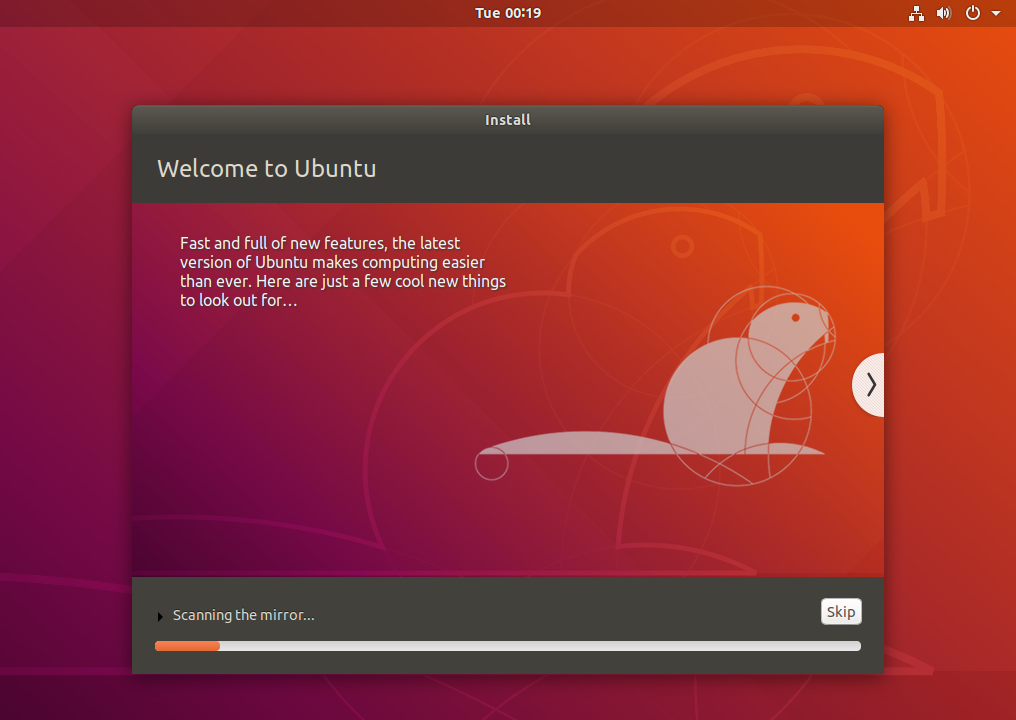 Tue 00:19
Install
Welcome to Ubuntu
Fast and full of new features, the latest
version of Ubuntu makes computing easier
than ever. Here are just a few cool new things
to look out for…
Scanning the mirror...
Skip